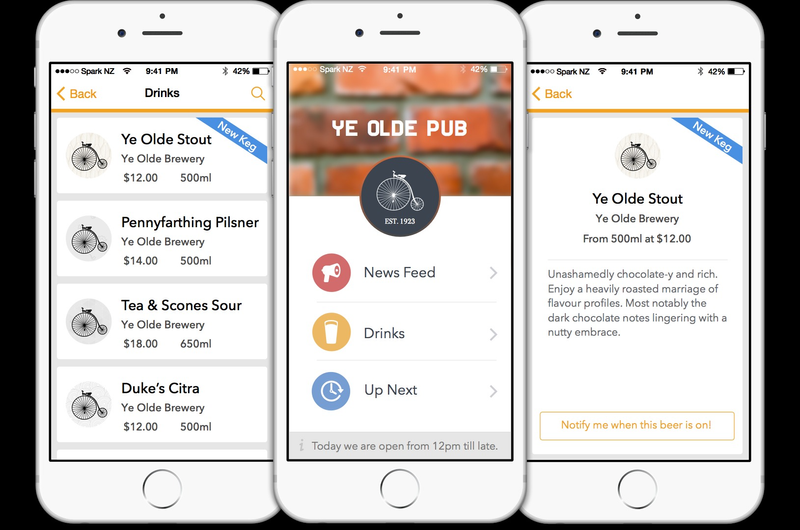 ●●●○○ Spark NZ 9:41 PM 42%
Back Drinks
New Keg
Ye Olde Stout
Ye Olde Brewery
$12.00 500ml
Pennyfarthing Pilsner
Ye Olde Brewery
$14.00 500ml
Tea & Scones Sour
Ye Olde Brewery
$18.00 650ml
Duke's Citra
Ye Olde Brewery
$12.00 500ml
●●●○○ Spark NZ 9:41 PM 42%
YE OLDE PUB
EST. 1923
News Feed
Drinks
Up Next
Today we are open from 12pm till late.
●●●○○ Spark NZ 9:41 PM 42%
Back
New Keg
Ye Olde Stout
Ye Olde Brewery
From 500ml at $12.00
Unashamedly chocolate-y and rich.
Enjoy a heavily roasted marriage of
flavour profiles. Most notably the
dark chocolate notes lingering with a
nutty embrace.
Notify me when this beer is on!